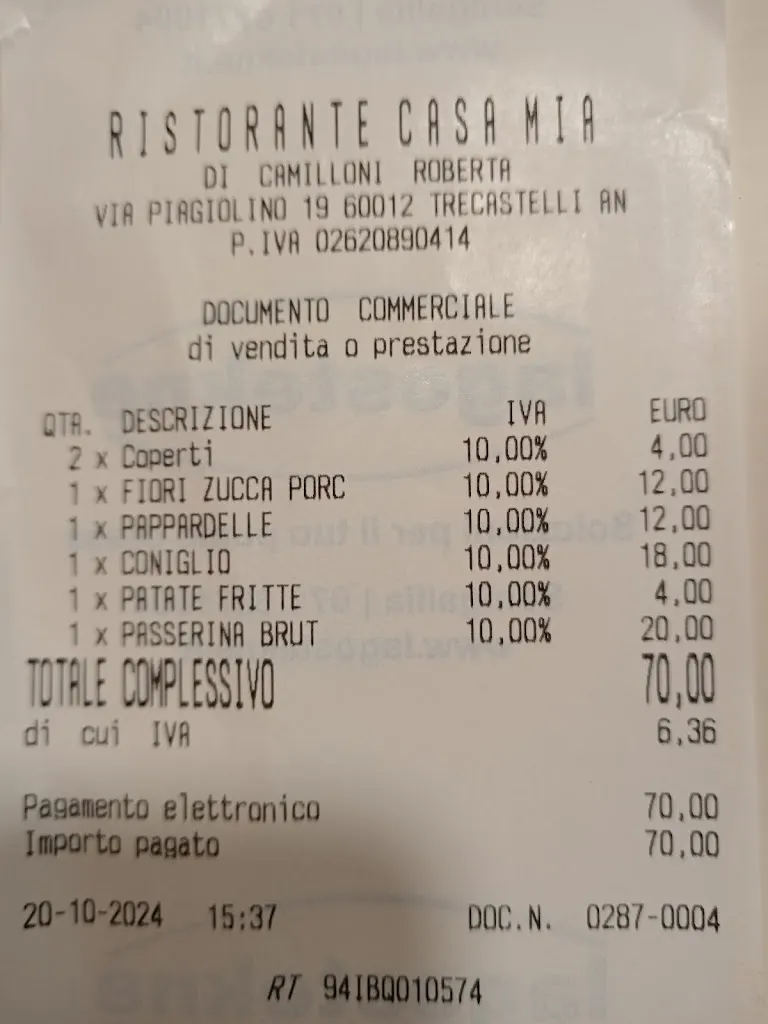 RISTORANTE CASA MIA
DI CAMILLONI ROBERTA
VIA PIAGIOLINO 19 60012 TRECASTELLI AN
P.IVA 02620890414
DOCUMENTO COMMERCIALE
di vendita o prestazione
QTA. DESCRIZIONE IVA EURO
2 x Coperti 10,00% 4,00
1 x FIORI ZUCCA PORC 10,00% 12,00
1 x PAPPARDELLE 10,00% 12,00
1 x CONIGLIO 10,00% 18,00
1 x PATATE FRITTE 10,00% 4,00
1 x PASSERINA BRUT 10,00% 20,00
TOTALE COMPLESSIVO 70,00
di cui IVA 6,36
Pagamento elettronico 70,00
Importo pagato 70,00
20-10-2024 15:37 DOC.N. 0287-0004
RT 94IBQ010574